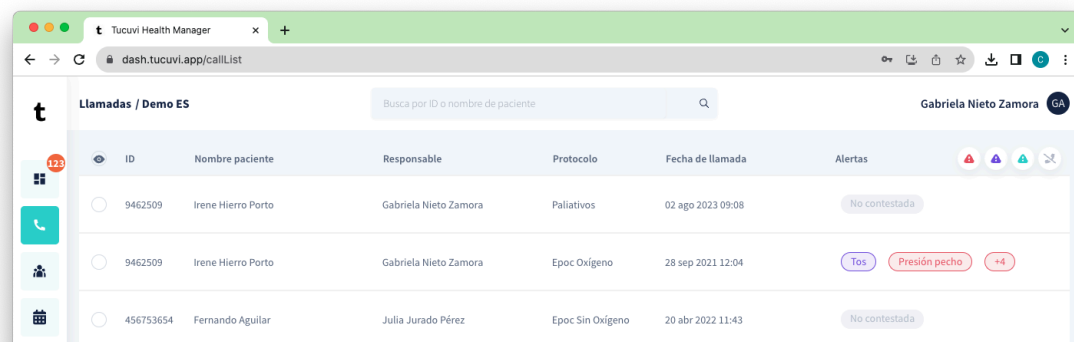 t Tucuvi Health Manager
dash.tucuvi.app/callList
C
t
Llamadas / Demo ES
Busca por ID o nombre de paciente
Gabriela Nieto Zamora GA
123
ID Nombre paciente Responsable Protocolo Fecha de llamada Alertas
9462509 Irene Hierro Porto Gabriela Nieto Zamora Paliativos 02 ago 2023 09:08 No contestada
9462509 Irene Hierro Porto Gabriela Nieto Zamora Epoc Oxígeno 28 sep 2021 12:04 Tos Presión pecho +4
456753654 Fernando Aguilar Julia Jurado Pérez Epoc Sin Oxígeno 20 abr 2022 11:43 No contestada